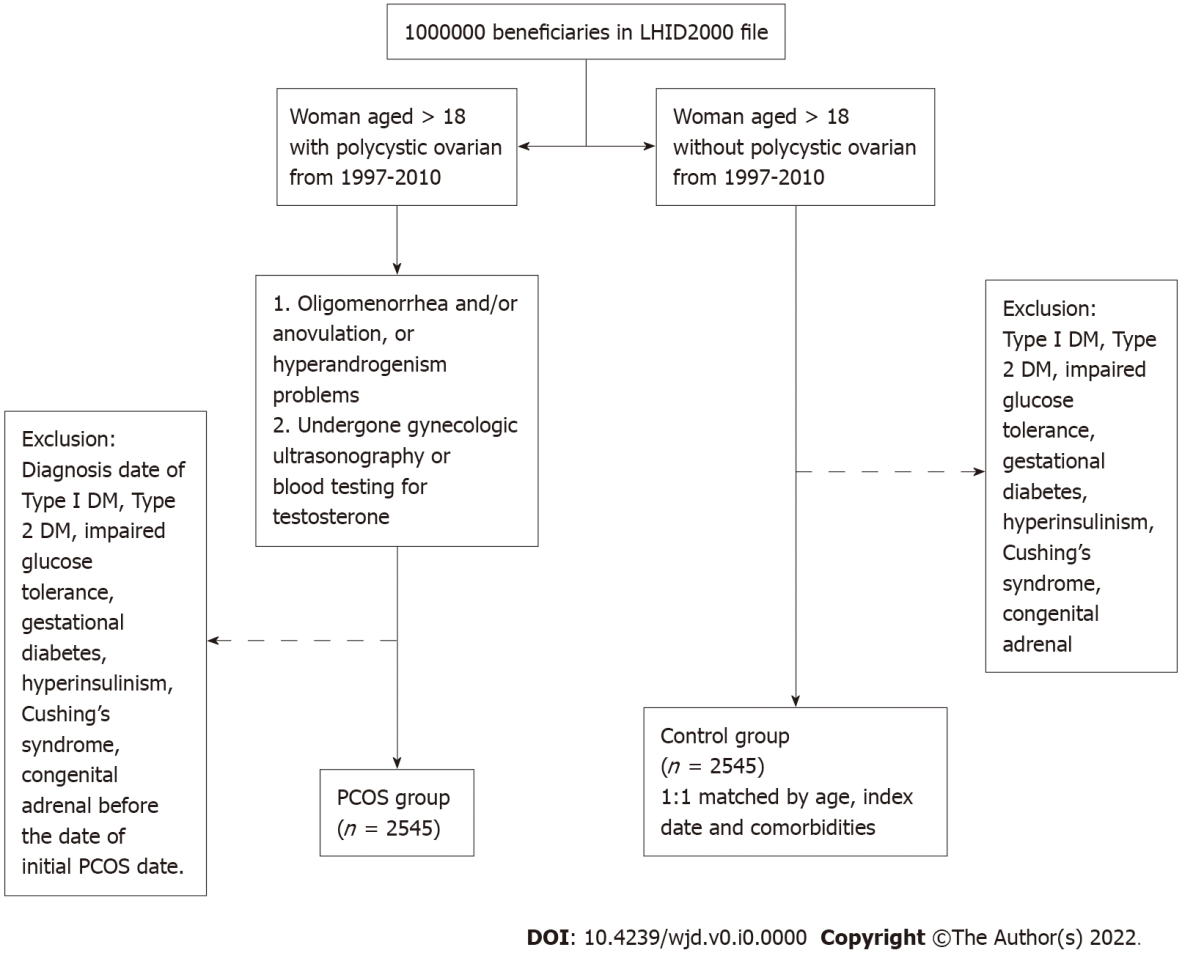 1000000 beneficiaries in LHID2000 file
Woman aged > 18
with polycystic ovarian
from 1997-2010
Woman aged > 18
without polycystic ovarian
from 1997-2010
1. Oligomenorrhea and/or
anovulation, or
hyperandrogenism
problems
2. Undergone gynecologic
ultrasonography or
blood testing for
testosterone
Exclusion:
Type I DM, Type
2 DM, impaired
glucose
tolerance,
gestational
diabetes,
hyperinsulinism,
Cushing’s
syndrome,
congenital
adrenal
Exclusion:
Diagnosis date of
Type I DM, Type
2 DM, impaired
glucose
tolerance,
gestational
diabetes,
hyperinsulinism,
Cushing’s
syndrome,
congenital
adrenal before
the date of
initial PCOS date.
PCOS group
(n = 2545)
Control group
(n = 2545)
1:1 matched by age, index
date and comorbidities
DOI: 10.4239/wjd.v0.i0.0000 Copyright ©The Author(s) 2022.